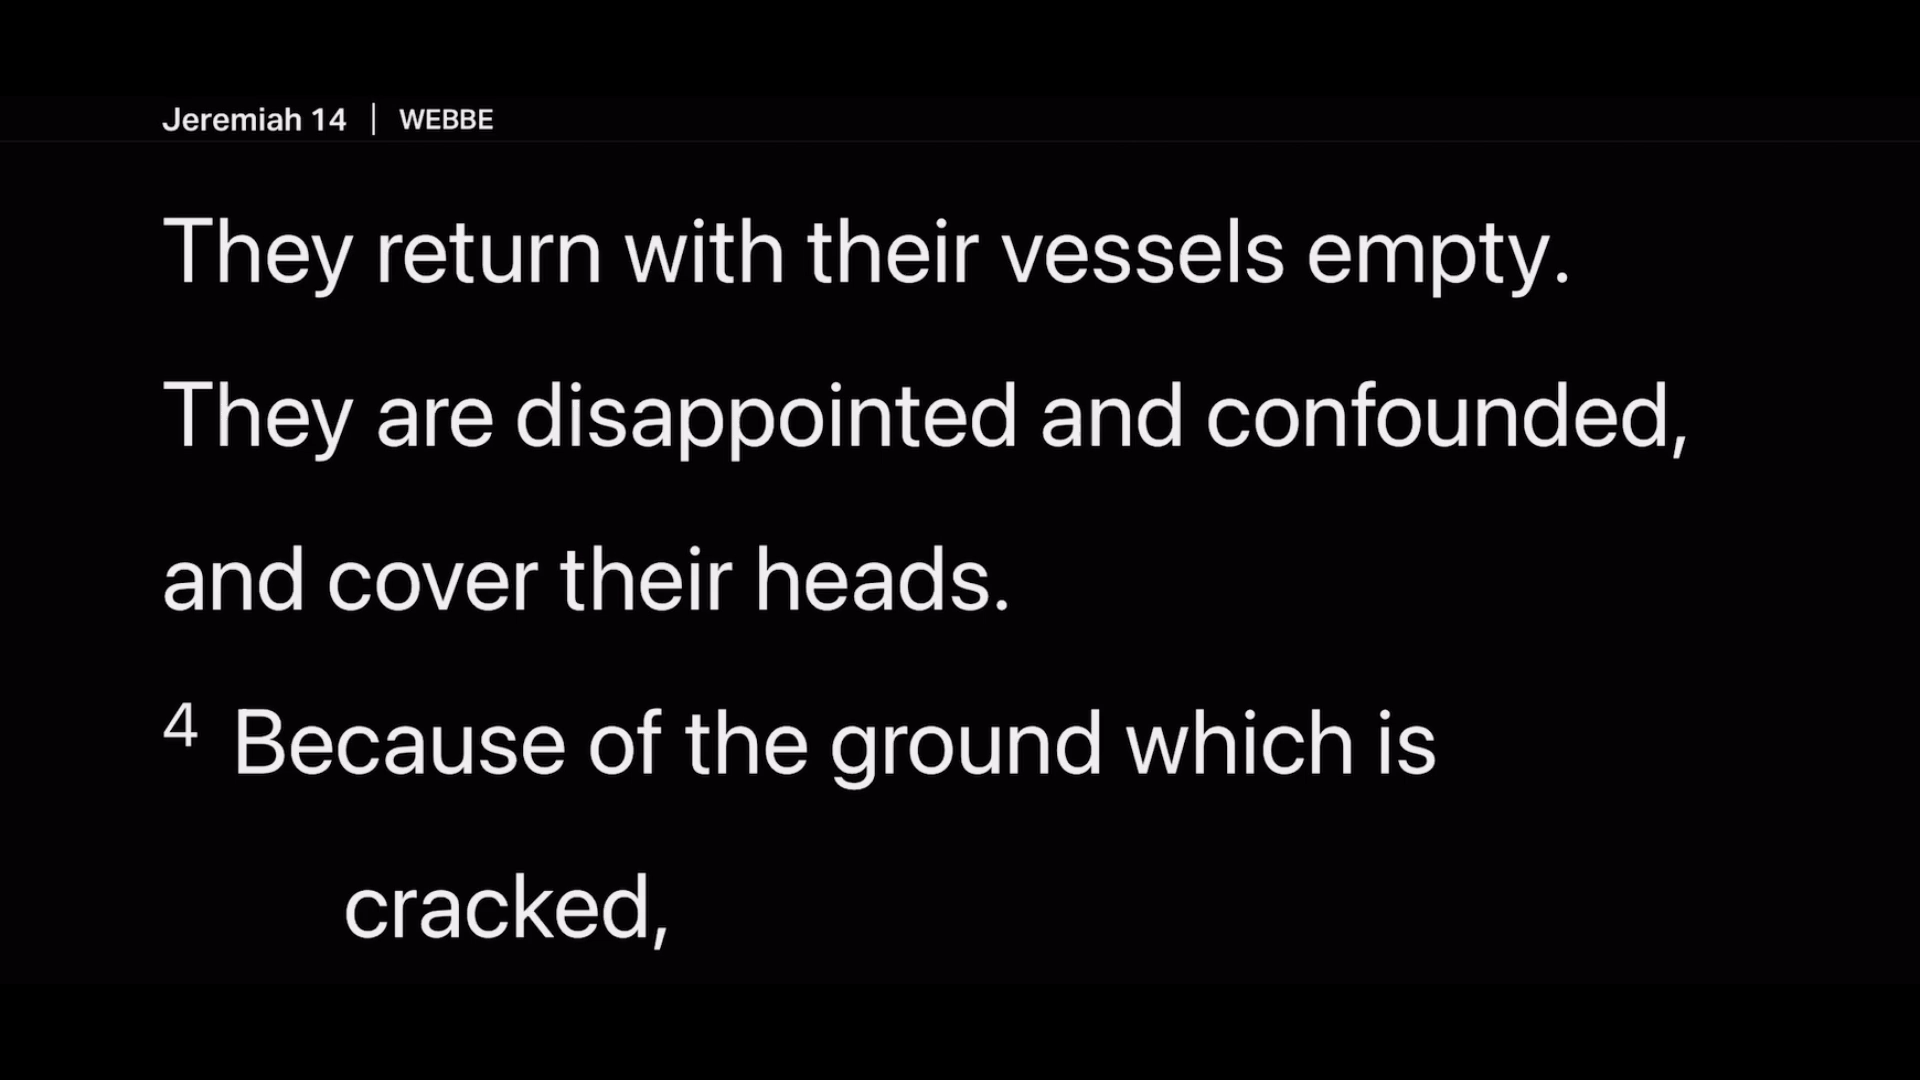 Jeremiah 14 | WEBBE
They return with their vessels empty.
They are disappointed and confounded,
and cover their heads.
4 Because of the ground which is
cracked,